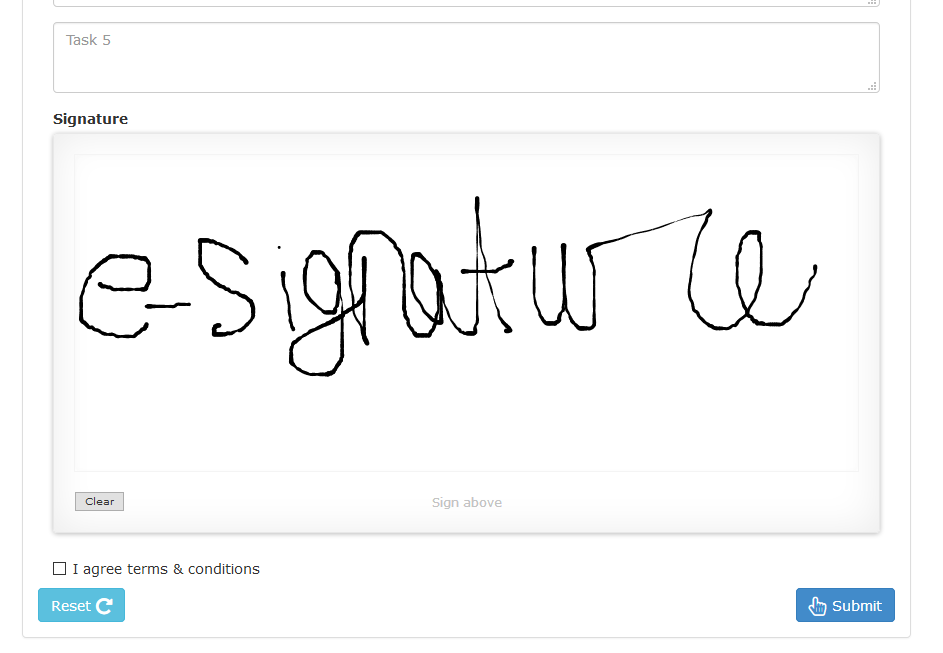 Task 5
Signature
e-signature
Clear
Sign above
I agree terms & conditions
Reset
Submit